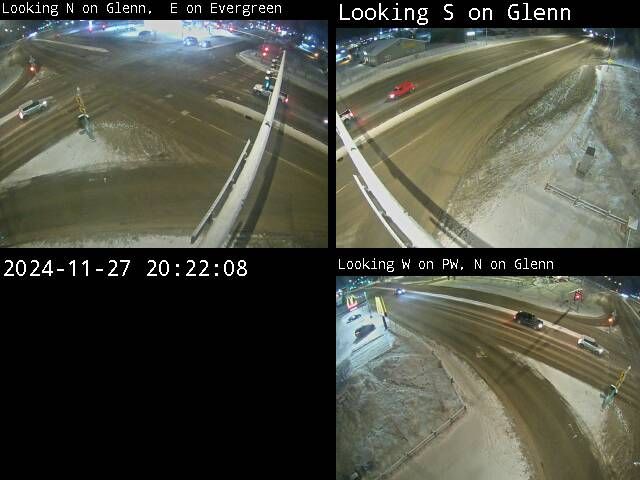 Looking N on Glenn,  E on Evergreen
Looking S on Glenn
2024-11-27 20:22:08
Looking W on PW, N on Glenn